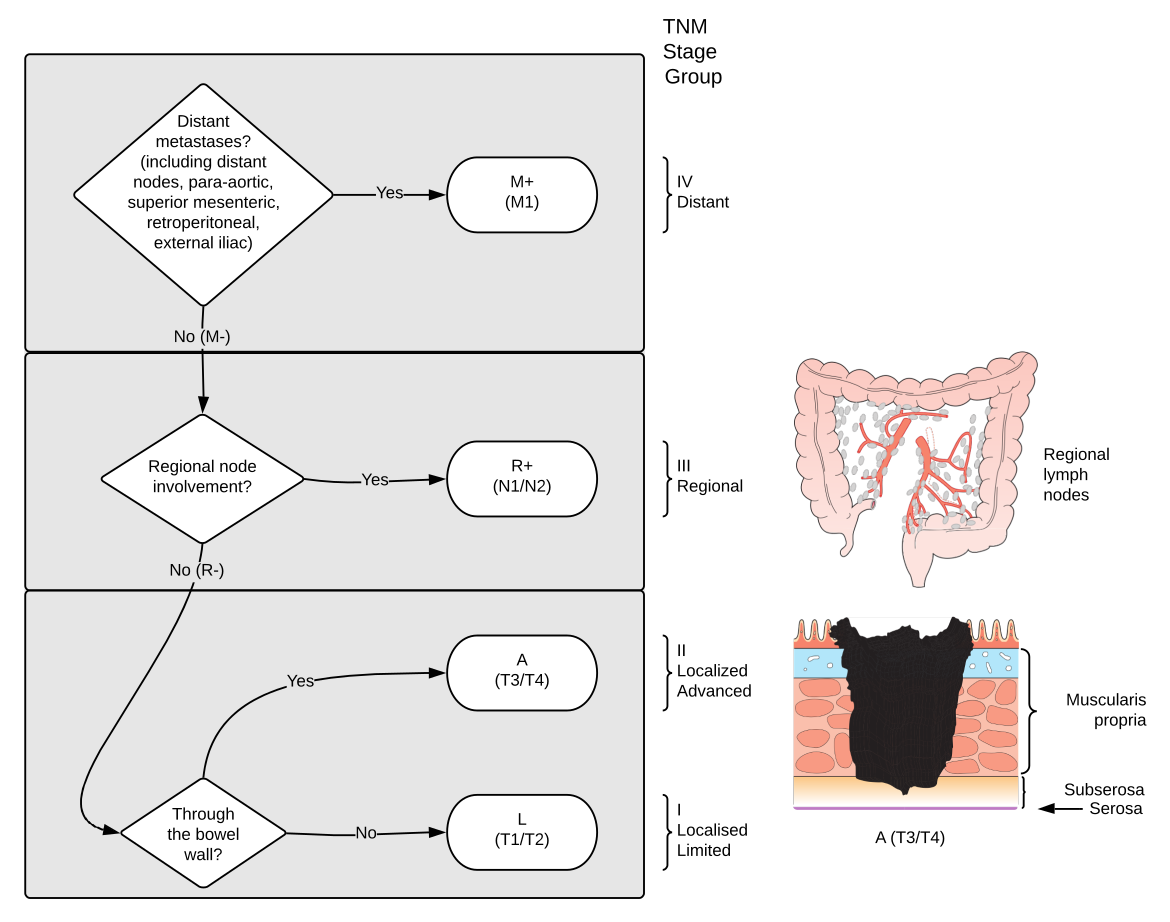 TNM
Stage
Group
Distant
metastases?
(including distant
nodes, para-aortic,
superior mesenteric,
retroperitoneal,
external iliac)
Yes
M+
(M1)
IV
Distant
No (M-)
Regional node
involvement?
Yes
R+
(N1/N2)
III
Regional
Regional
lymph
nodes
No (R-)
Yes
A
(T3/T4)
II
Localized
Advanced
Through
the bowel
wall?
No
L
(T1/T2)
I
Localised
Limited
Muscularis
propria
Subserosa
Serosa
A (T3/T4)